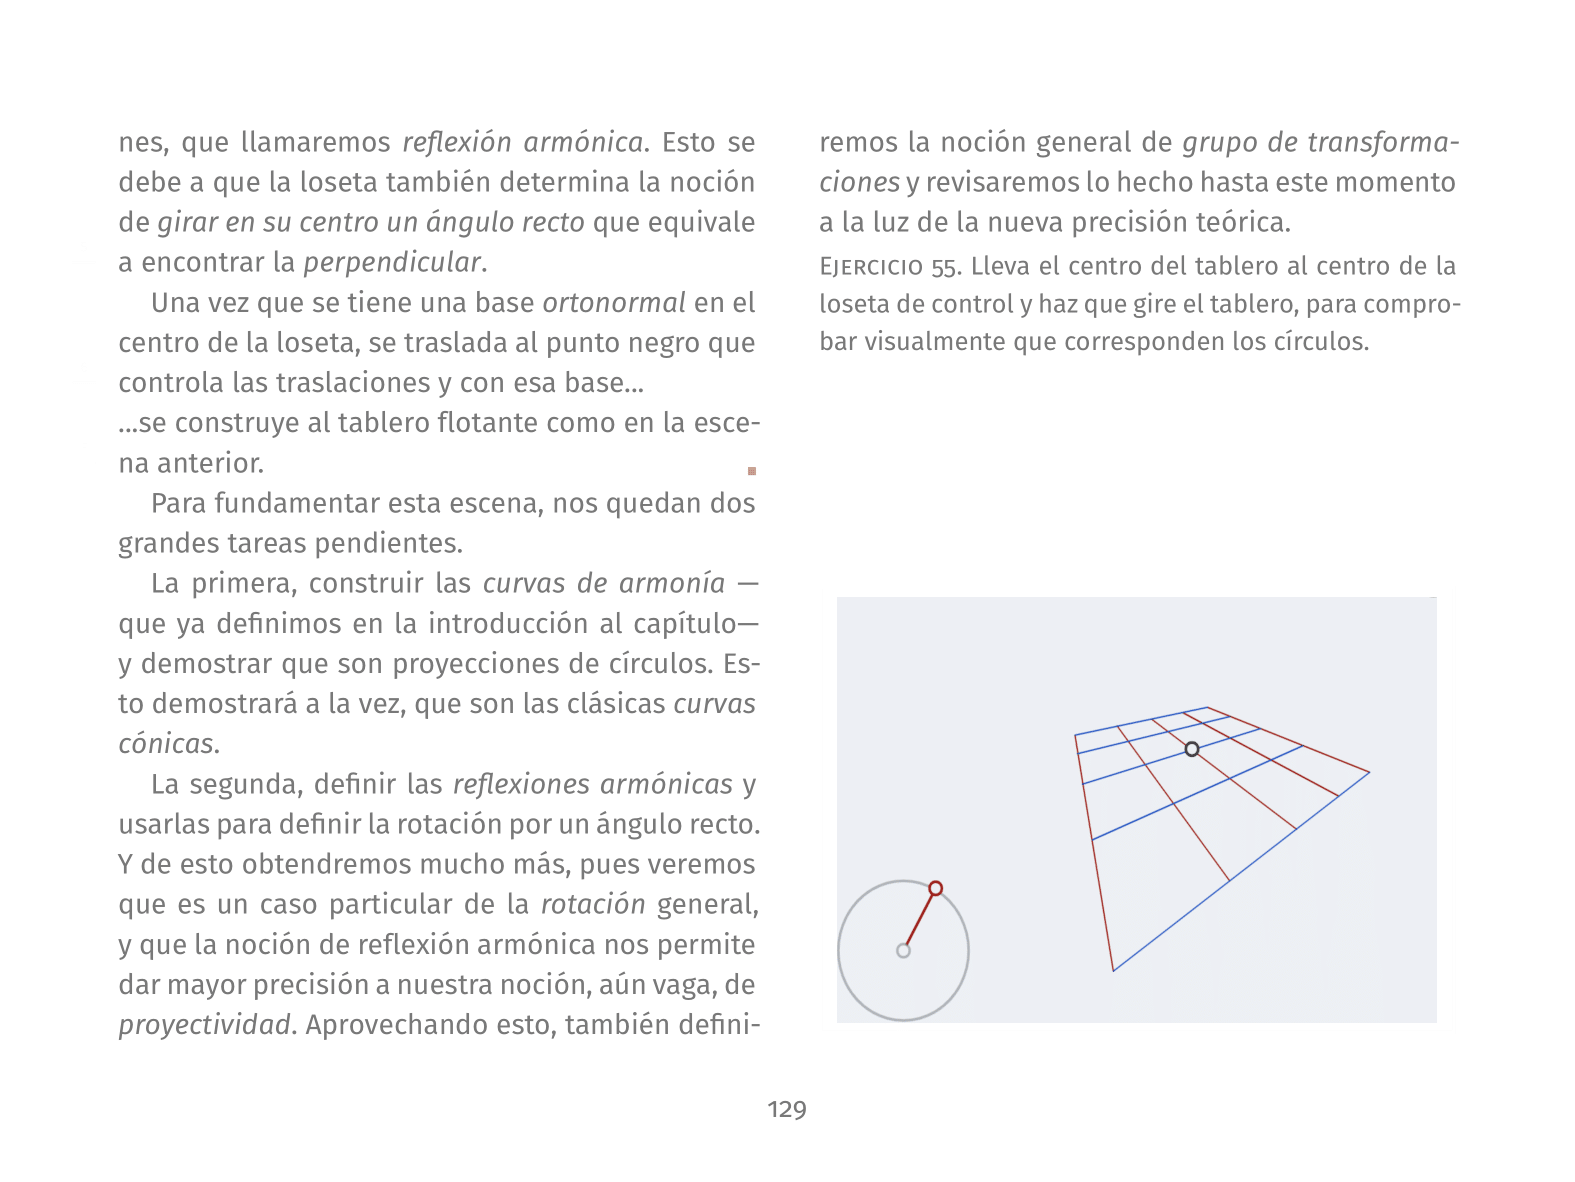 nes, que llamaremos reflexión armónica. Esto se
debe a que la loseta también determina la noción
de girar en su centro un ángulo recto que equivale
a encontrar la perpendicular.
Una vez que se tiene una base ortonormal en el
centro de la loseta, se traslada al punto negro que
controla las traslaciones y con esa base...
...se construye al tablero flotante como en la esce-
na anterior.
Para fundamentar esta escena, nos quedan dos
grandes tareas pendientes.
La primera, construir las curvas de armonía —
que ya definimos en la introducción al capítulo—
y demostrar que son proyecciones de círculos. Es-
to demostrará a la vez, que son las clásicas curvas
cónicas.
La segunda, definir las reflexiones armónicas y
usarlas para definir la rotación por un ángulo recto.
Y de esto obtendremos mucho más, pues veremos
que es un caso particular de la rotación general,
y que la noción de reflexión armónica nos permite
dar mayor precisión a nuestra noción, aún vaga, de
proyectividad. Aprovechando esto, también defini-
remos la noción general de grupo de transforma-
ciones y revisaremos lo hecho hasta este momento
a la luz de la nueva precisión teórica.
Ejercicio 55. Lleva el centro del tablero al centro de la
loseta de control y haz que gire el tablero, para compro-
bar visualmente que corresponden los círculos.
129